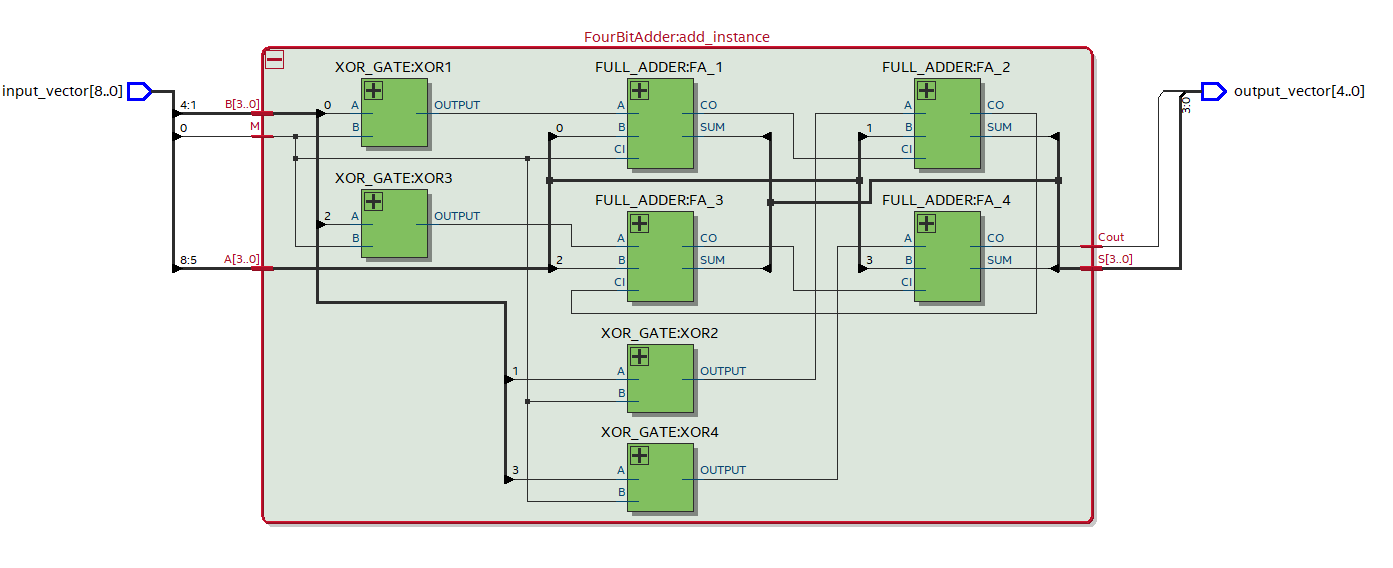 FourBitAdder:add_instance
XOR_GATE:XOR1
FULL_ADDER:FA_1
FULL_ADDER:FA_2
input_vector[8..0]
output_vector[4..0]
4:1
B[3..0]
0
A
OUTPUT
A
CO
A
CO
3:0
0
M
B
0
B
SUM
1
B
SUM
CI
CI
XOR_GATE:XOR3
FULL_ADDER:FA_3
FULL_ADDER:FA_4
2
A
OUTPUT
B
A
CO
A
CO
Cout
8:5
A[3..0]
2
B
SUM
3
B
SUM
S[3..0]
CI
CI
XOR_GATE:XOR2
1
A
OUTPUT
B
XOR_GATE:XOR4
3
A
OUTPUT
B